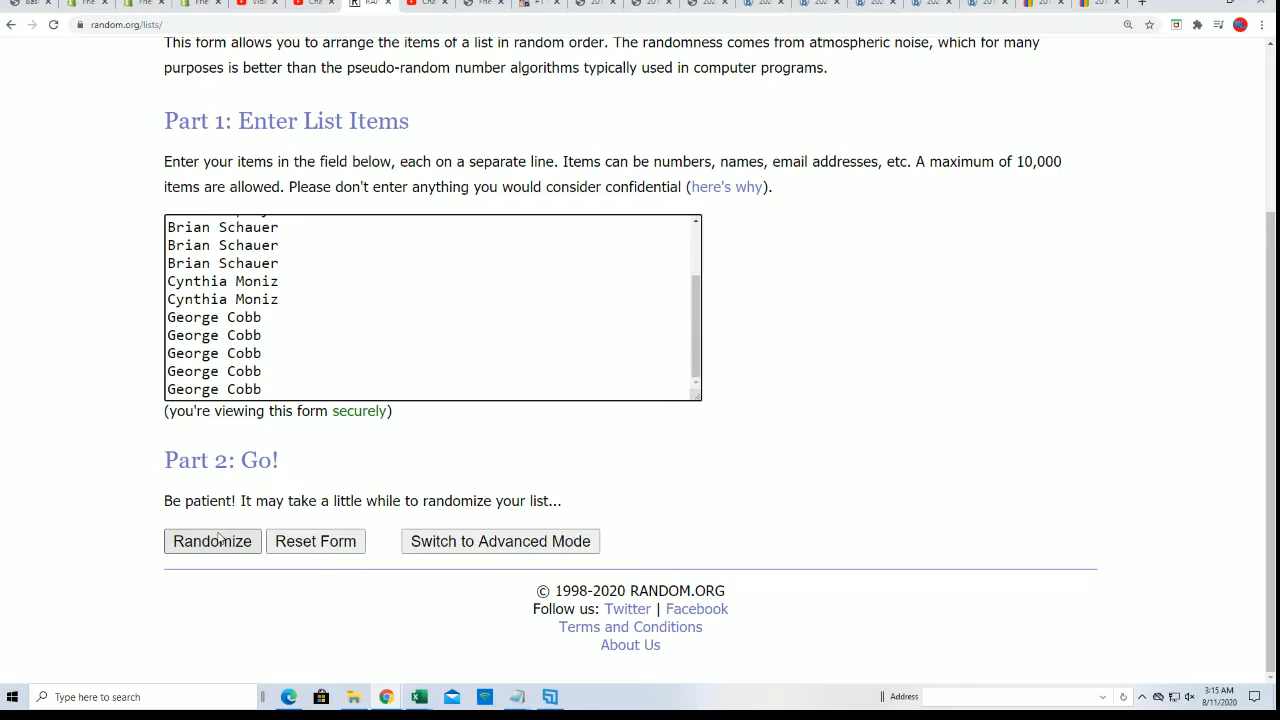 random.org/lists/
This form allows you to arrange the items of a list in random order. The randomness comes from atmospheric noise, which for many
purposes is better than the pseudo-random number algorithms typically used in computer programs.
Part 1: Enter List Items
Enter your items in the field below, each on a separate line. Items can be numbers, names, email addresses, etc. A maximum of 10,000
items are allowed. Please don't enter anything you would consider confidential (here's why).
Brian Schauer
Brian Schauer
Brian Schauer
Cynthia Moniz
Cynthia Moniz
George Cobb
George Cobb
George Cobb
George Cobb
George Cobb
(you're viewing this form securely)
Part 2: Go!
Be patient! It may take a little while to randomize your list...
Randomize Reset Form Switch to Advanced Mode
© 1998-2020 RANDOM.ORG
Follow us: Twitter | Facebook
Terms and Conditions
About Us
Type here to search
Address
3:15 AM
8/11/2020